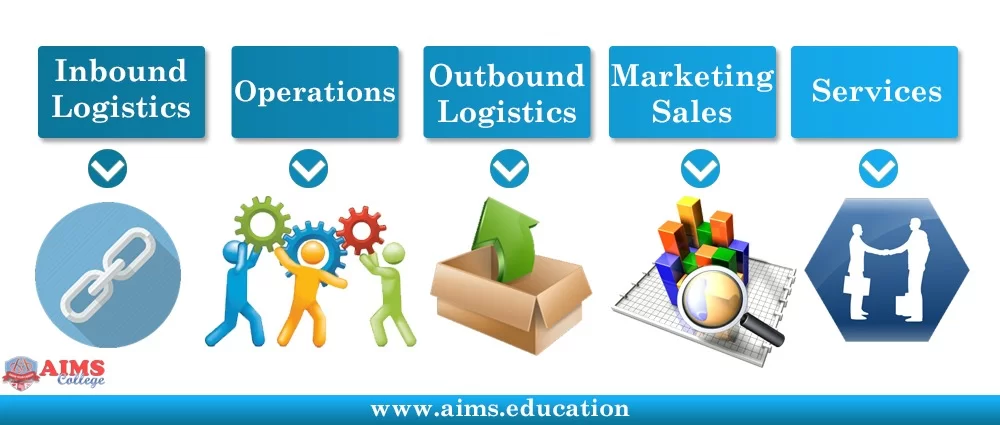 Inbound
Logistics
Operations
Outbound
Logistics
Marketing
Sales
Services
AIMS
College
www.aims.education